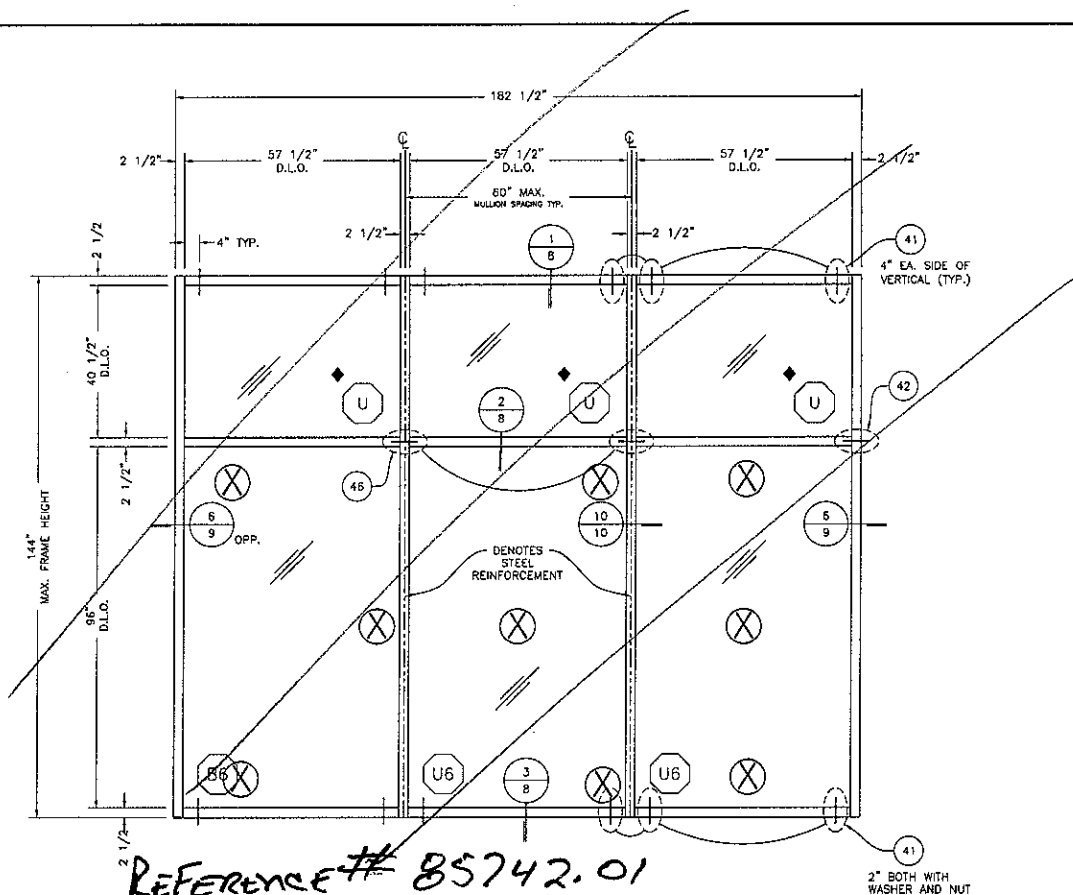 182 1/2"
2 1/2"
57 1/2"
D.L.O.
℄
57 1/2"
D.L.O.
℄
57 1/2"
D.L.O.
2 1/2"
60" MAX.
MULLION SPACING TYP.
2 1/2
4" TYP.
2 1/2"
1
8
2 1/2"
41
4" EA. SIDE OF
VERTICAL (TYP.)
40 1/2"
D.L.O.
U
2
8
U
U
42
2 1/2"
46
144"
MAX. FRAME HEIGHT
6
9
OPP.
10
10
6
9
DENOTES
STEEL
REINFORCEMENT
96"
D.L.O.
B6
U6
3
8
U6
2 1/2
41
2" BOTH WITH
WASHER AND NUT
REFERENCE # 85742.01